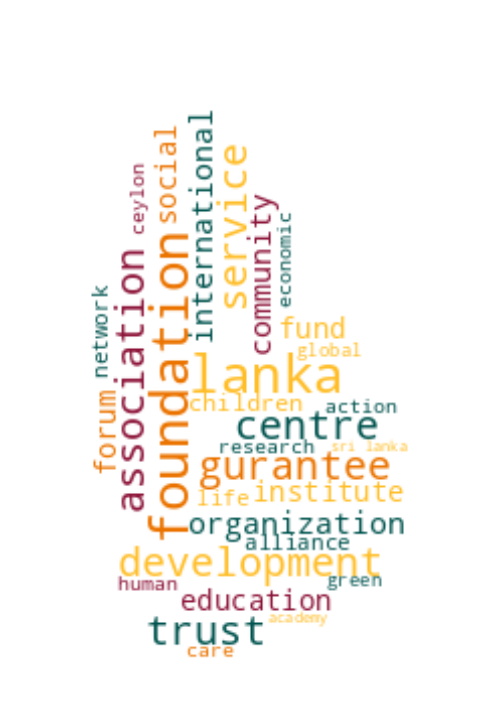 international
social
service
ceylon
community
economic
foundation
association
network
fund
global
lanka
forum
children
action
centre
research
sri lanka
gurantee
life
institute
organization
alliance
development
human
green
education
academy
trust
care